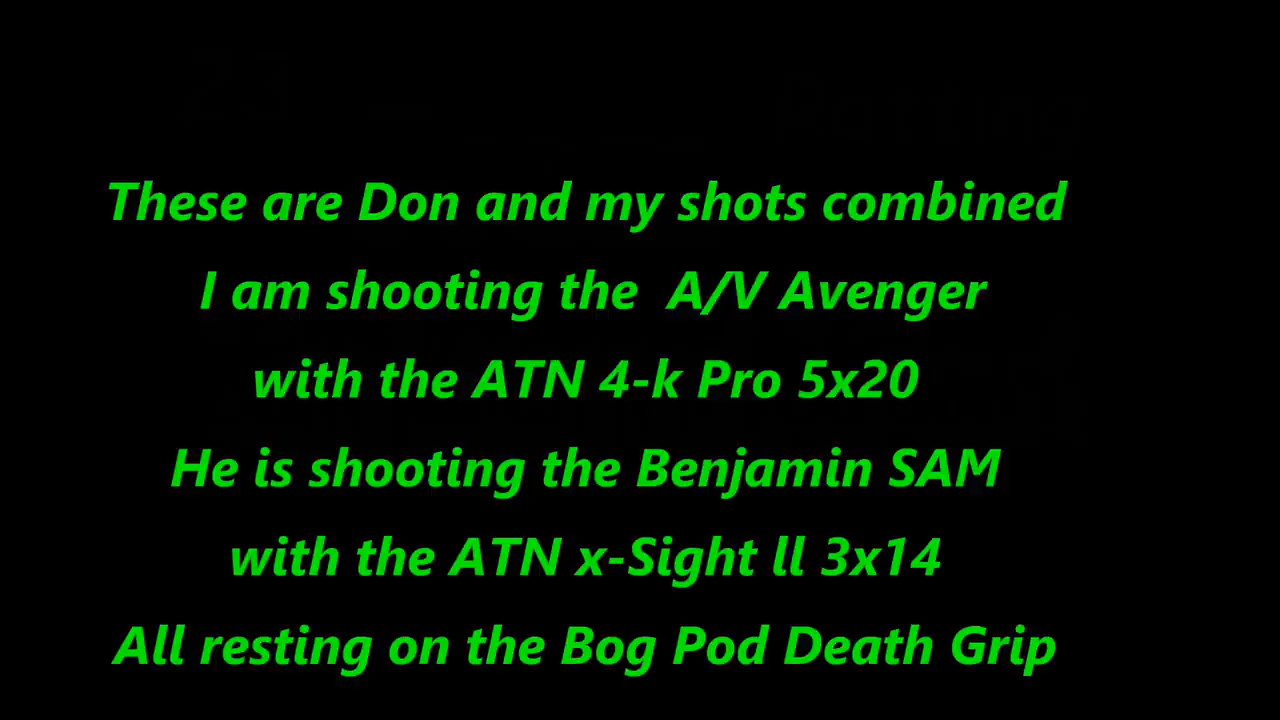 These are Don and my shots combined
I am shooting the  A/V Avenger
with the ATN 4-k Pro 5x20
He is shooting the Benjamin SAM
with the ATN x-Sight ll 3x14
All resting on the Bog Pod Death Grip